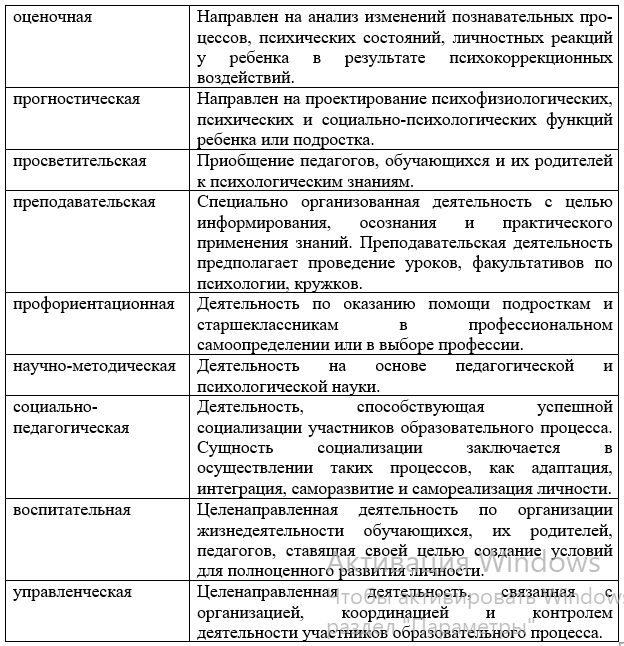 оценочная
Направлен на анализ изменений познавательных про-
цессов, психических состояний, личностных реакций
у ребенка в результате психокоррекционных
воздействий.
прогностическая
Направлен на проектирование психофизиологических,
психических и социально-психологических функций
ребенка или подростка.
просветительская
Приобщение педагогов, обучающихся и их родителей
к психологическим знаниям.
преподавательская
Специально организованная деятельность с целью
информирования, осознания и практического
применения знаний. Преподавательская деятельность
предполагает проведение уроков, факультативов по
психологии, кружков.
профориентационная
Деятельность по оказанию помощи подросткам и
старшеклассникам в профессиональном
самоопределении или в выборе профессии.
научно-методическая
Деятельность на основе педагогической и
психологической науки.
социально-
педагогическая
Деятельность, способствующая успешной
социализации участников образовательного процесса.
Сущность социализации заключается в
осуществлении таких процессов, как адаптация,
интеграция, саморазвитие и самореализация личности.
воспитательная
Целенаправленная деятельность по организации
жизнедеятельности обучающихся, их родителей,
педагогов, ставящая своей целью создание условий
для полноценного развития личности.
управленческая
Целенаправленная деятельность, связанная с
организацией, координацией и контролем
деятельности участников образовательного процесса.
Активация Windows
Чтобы активировать Windows
раздел "Параметры"